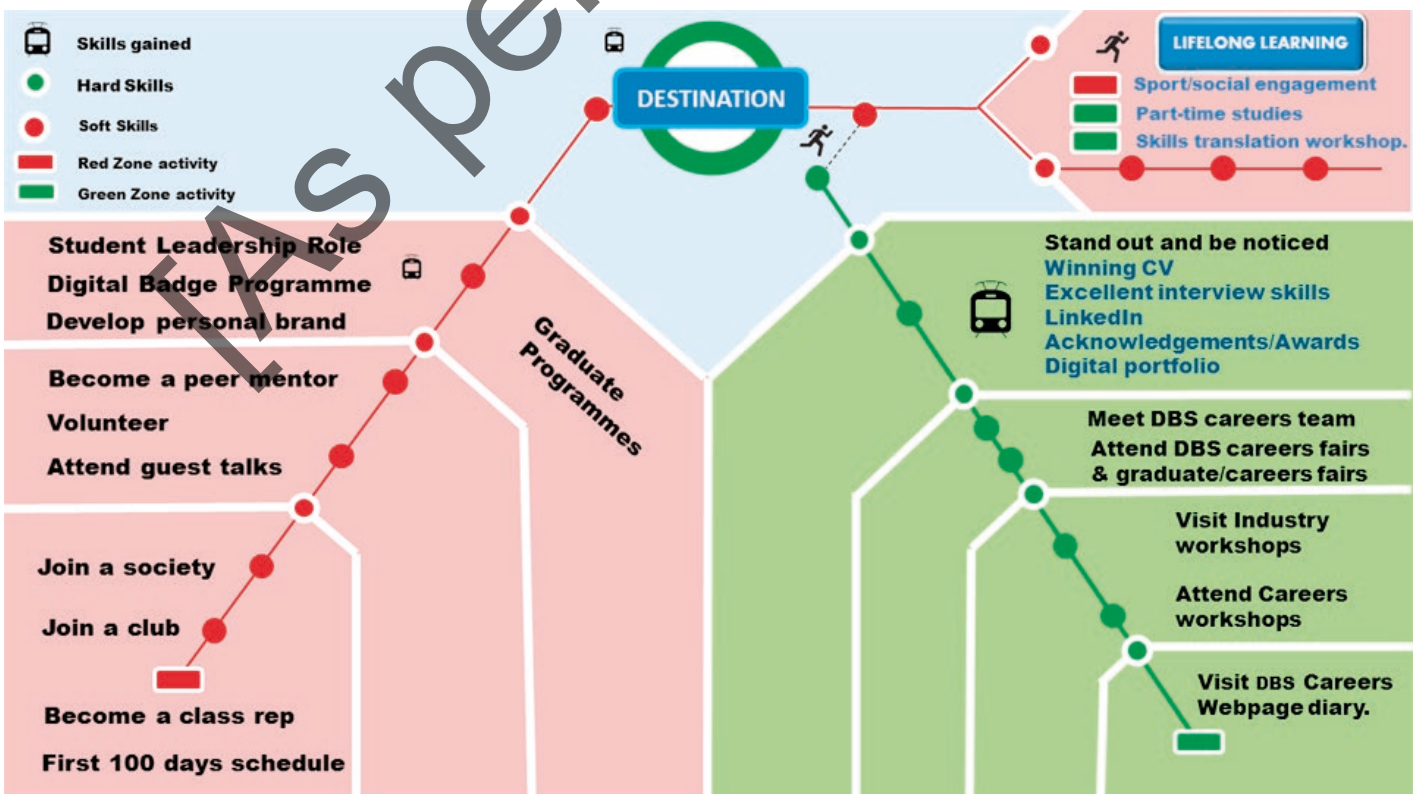 Skills gained
Hard Skills
Soft Skills
Red Zone activity
Green Zone activity
[As per
DESTINATION
LIFELONG LEARNING
Sport/social engagement
Part-time studies
Skills translation workshop.
Student Leadership Role
Digital Badge Programme
Develop personal brand
Become a peer mentor
Volunteer
Attend guest talks
Join a society
Join a club
Become a class rep
First 100 days schedule
Graduate
Programmes
Stand out and be noticed
Winning CV
Excellent interview skills
LinkedIn
Acknowledgements/Awards
Digital portfolio
Meet DBS careers team
Attend DBS careers fairs
& graduate/careers fairs
Visit Industry
workshops
Attend Careers
workshops
Visit DBS Careers
Webpage diary.